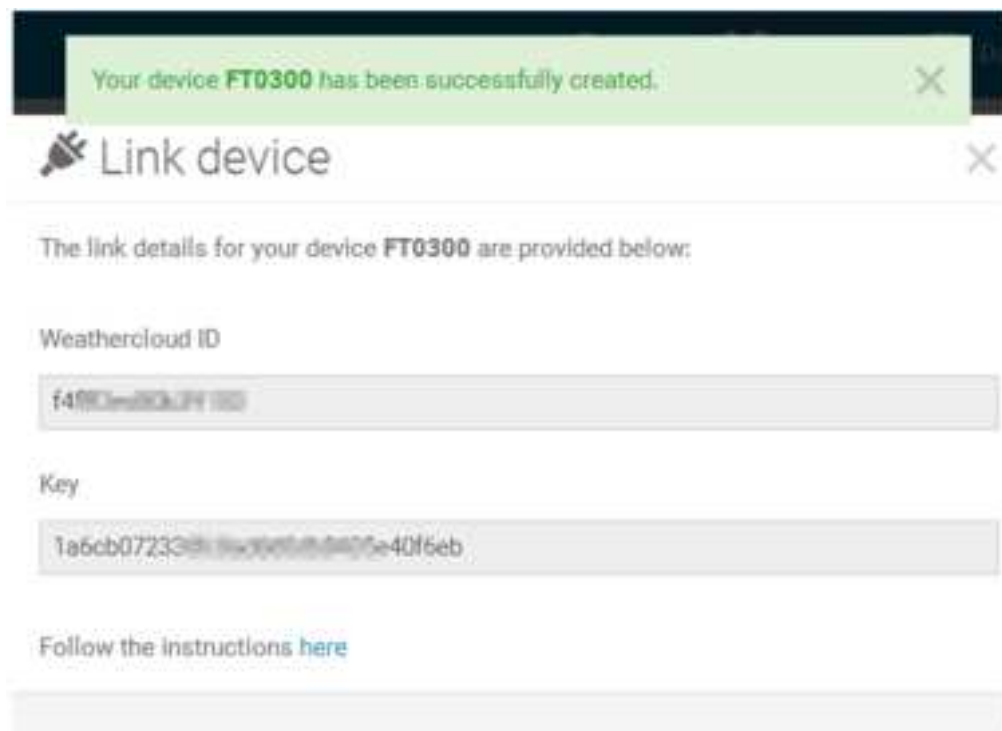 Your device FT0300 has been successfully created.
Link device
The link details for your device FT0300 are provided below:
Weathercloud ID
Key
Follow the instructions here